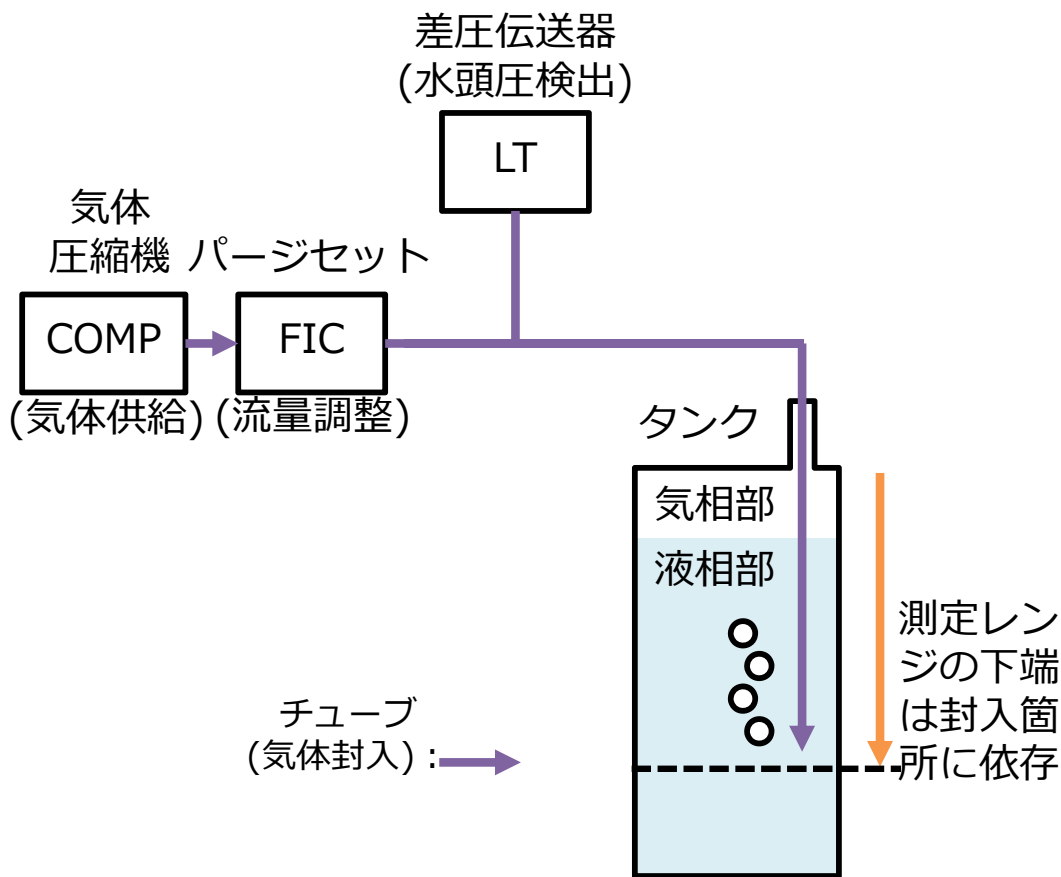 差圧伝送器
(水頭圧検出)
LT
気体
圧縮機
パージセット
COMP
FIC
(気体供給)
(流量調整)
タンク
気相部
液相部
測定レン
ジの下端
は封入箇
所に依存
チューブ
(気体封入):